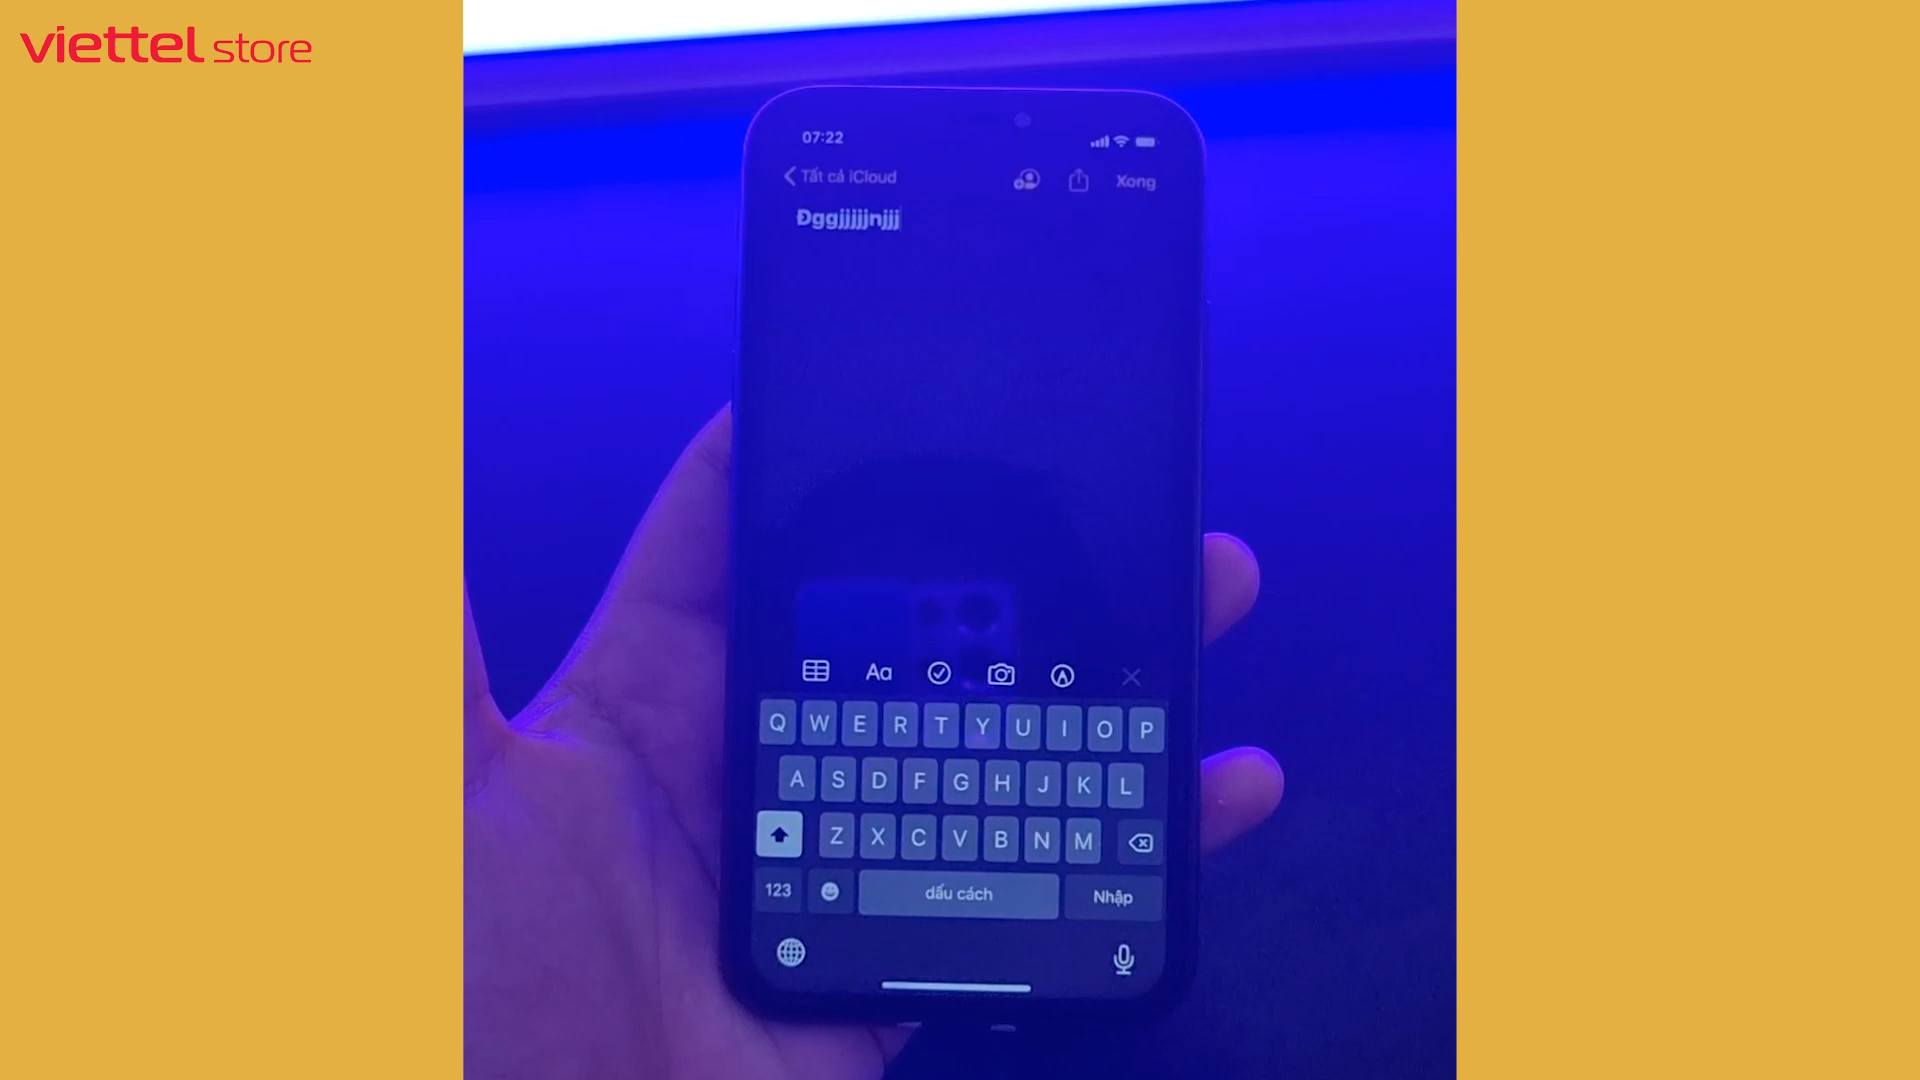 viettel store
07:22
Tất cả iCloud
Xong
Đggjjjjjnjjj
Aa
Q W E R T Y U I O P
A S D F G H J K L
Z X C V B N M
123
dấu cách
Nhập